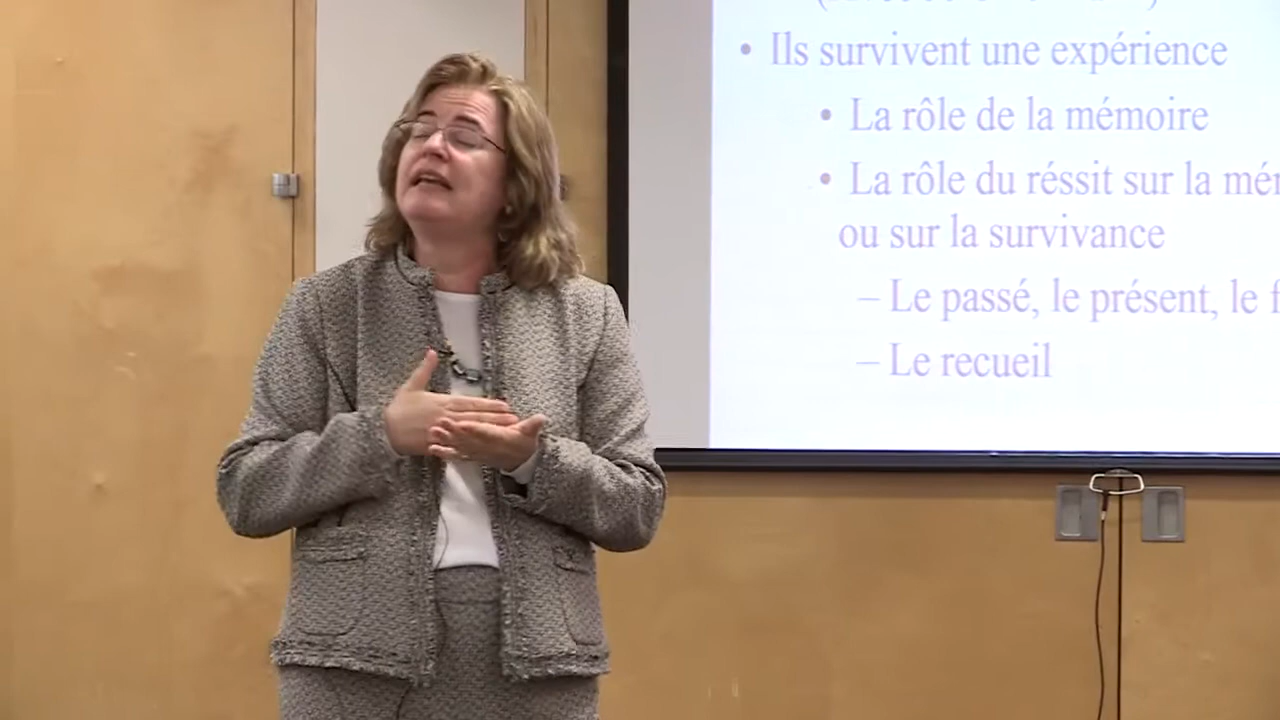 • Ils survivent une expérience
• La rôle de la mémoire
• La rôle du réssit sur la
ou sur la survivance
– Le passé, le présent, le
– Le recueil